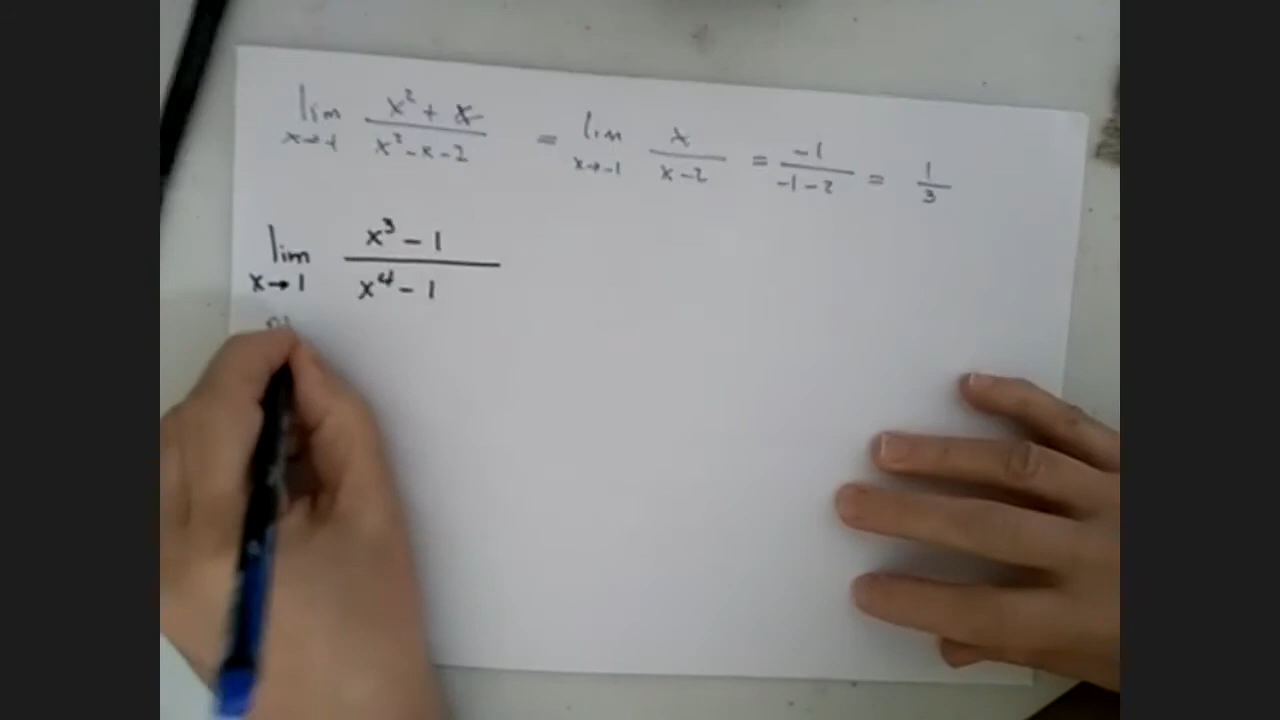 lim x→-1 (x² + x)/(x² - x - 2) = lim x→-1 x/(x - 2) = -1/(-1 - 2) = 1/3
lim x→1 (x³ - 1)/(x⁴ - 1)